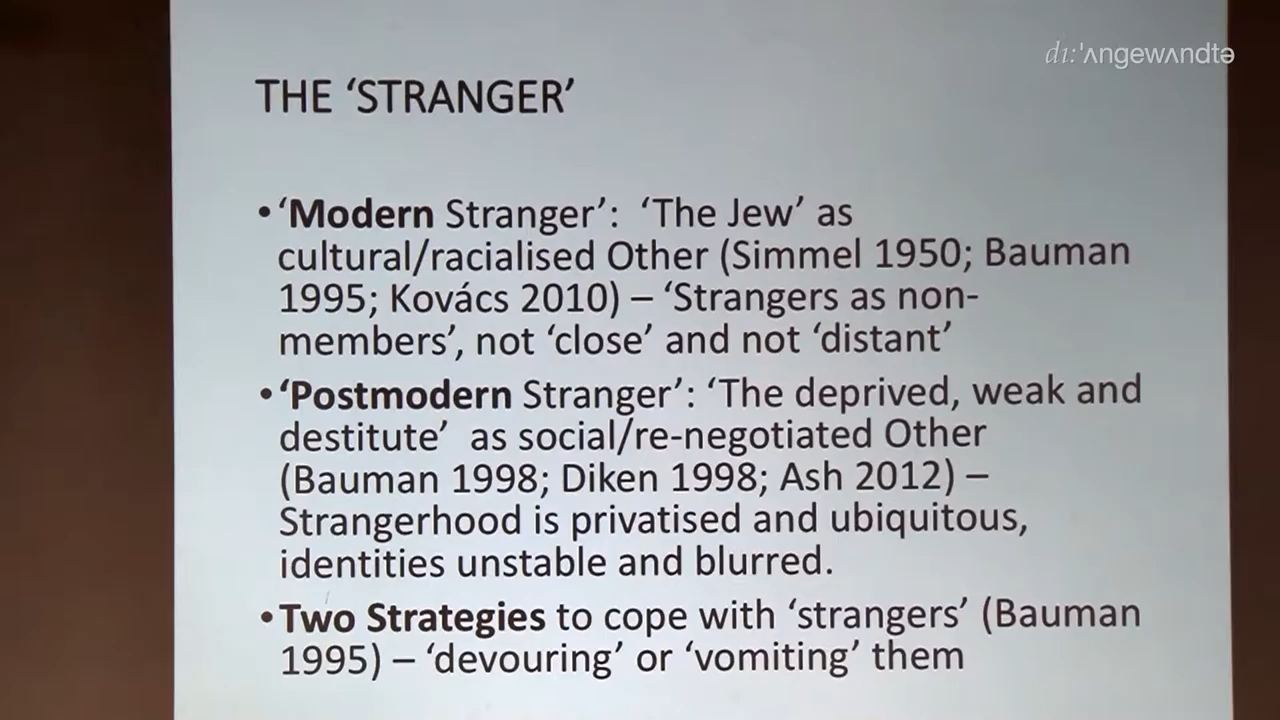 dı:ˈʌngewʌndtə
THE ‘STRANGER’
•‘Modern Stranger’: ‘The Jew’ as
cultural/racialised Other (Simmel 1950; Bauman
1995; Kovács 2010) – ‘Strangers as non-
members’, not ‘close’ and not ‘distant’
•‘Postmodern Stranger’: ‘The deprived, weak and
destitute’ as social/re-negotiated Other
(Bauman 1998; Diken 1998; Ash 2012) –
Strangerhood is privatised and ubiquitous,
identities unstable and blurred.
•Two Strategies to cope with ‘strangers’ (Bauman
1995) – ‘devouring’ or ‘vomiting’ them